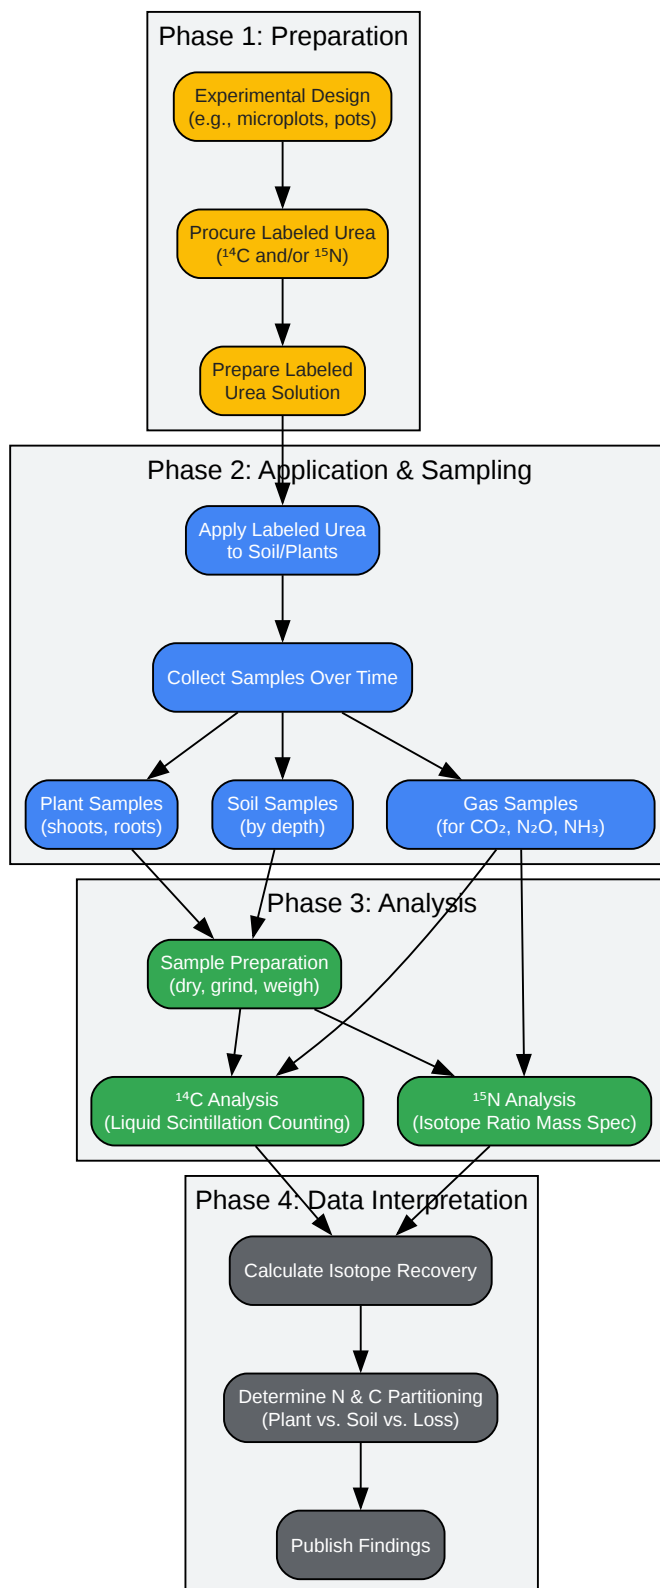 Phase 1: Preparation
Experimental Design
(e.g., microplots, pots)
Procure Labeled Urea
(¹⁴C and/or ¹⁵N)
Prepare Labeled
Urea Solution
Phase 2: Application & Sampling
Apply Labeled Urea
to Soil/Plants
Collect Samples Over Time
Plant Samples
(shoots, roots)
Soil Samples
(by depth)
Gas Samples
(for CO₂, N₂O, NH₃)
Phase 3: Analysis
Sample Preparation
(dry, grind, weigh)
¹⁴C Analysis
(Liquid Scintillation Counting)
¹⁵N Analysis
(Isotope Ratio Mass Spec)
Phase 4: Data Interpretation
Calculate Isotope Recovery
Determine N & C Partitioning
(Plant vs. Soil vs. Loss)
Publish Findings